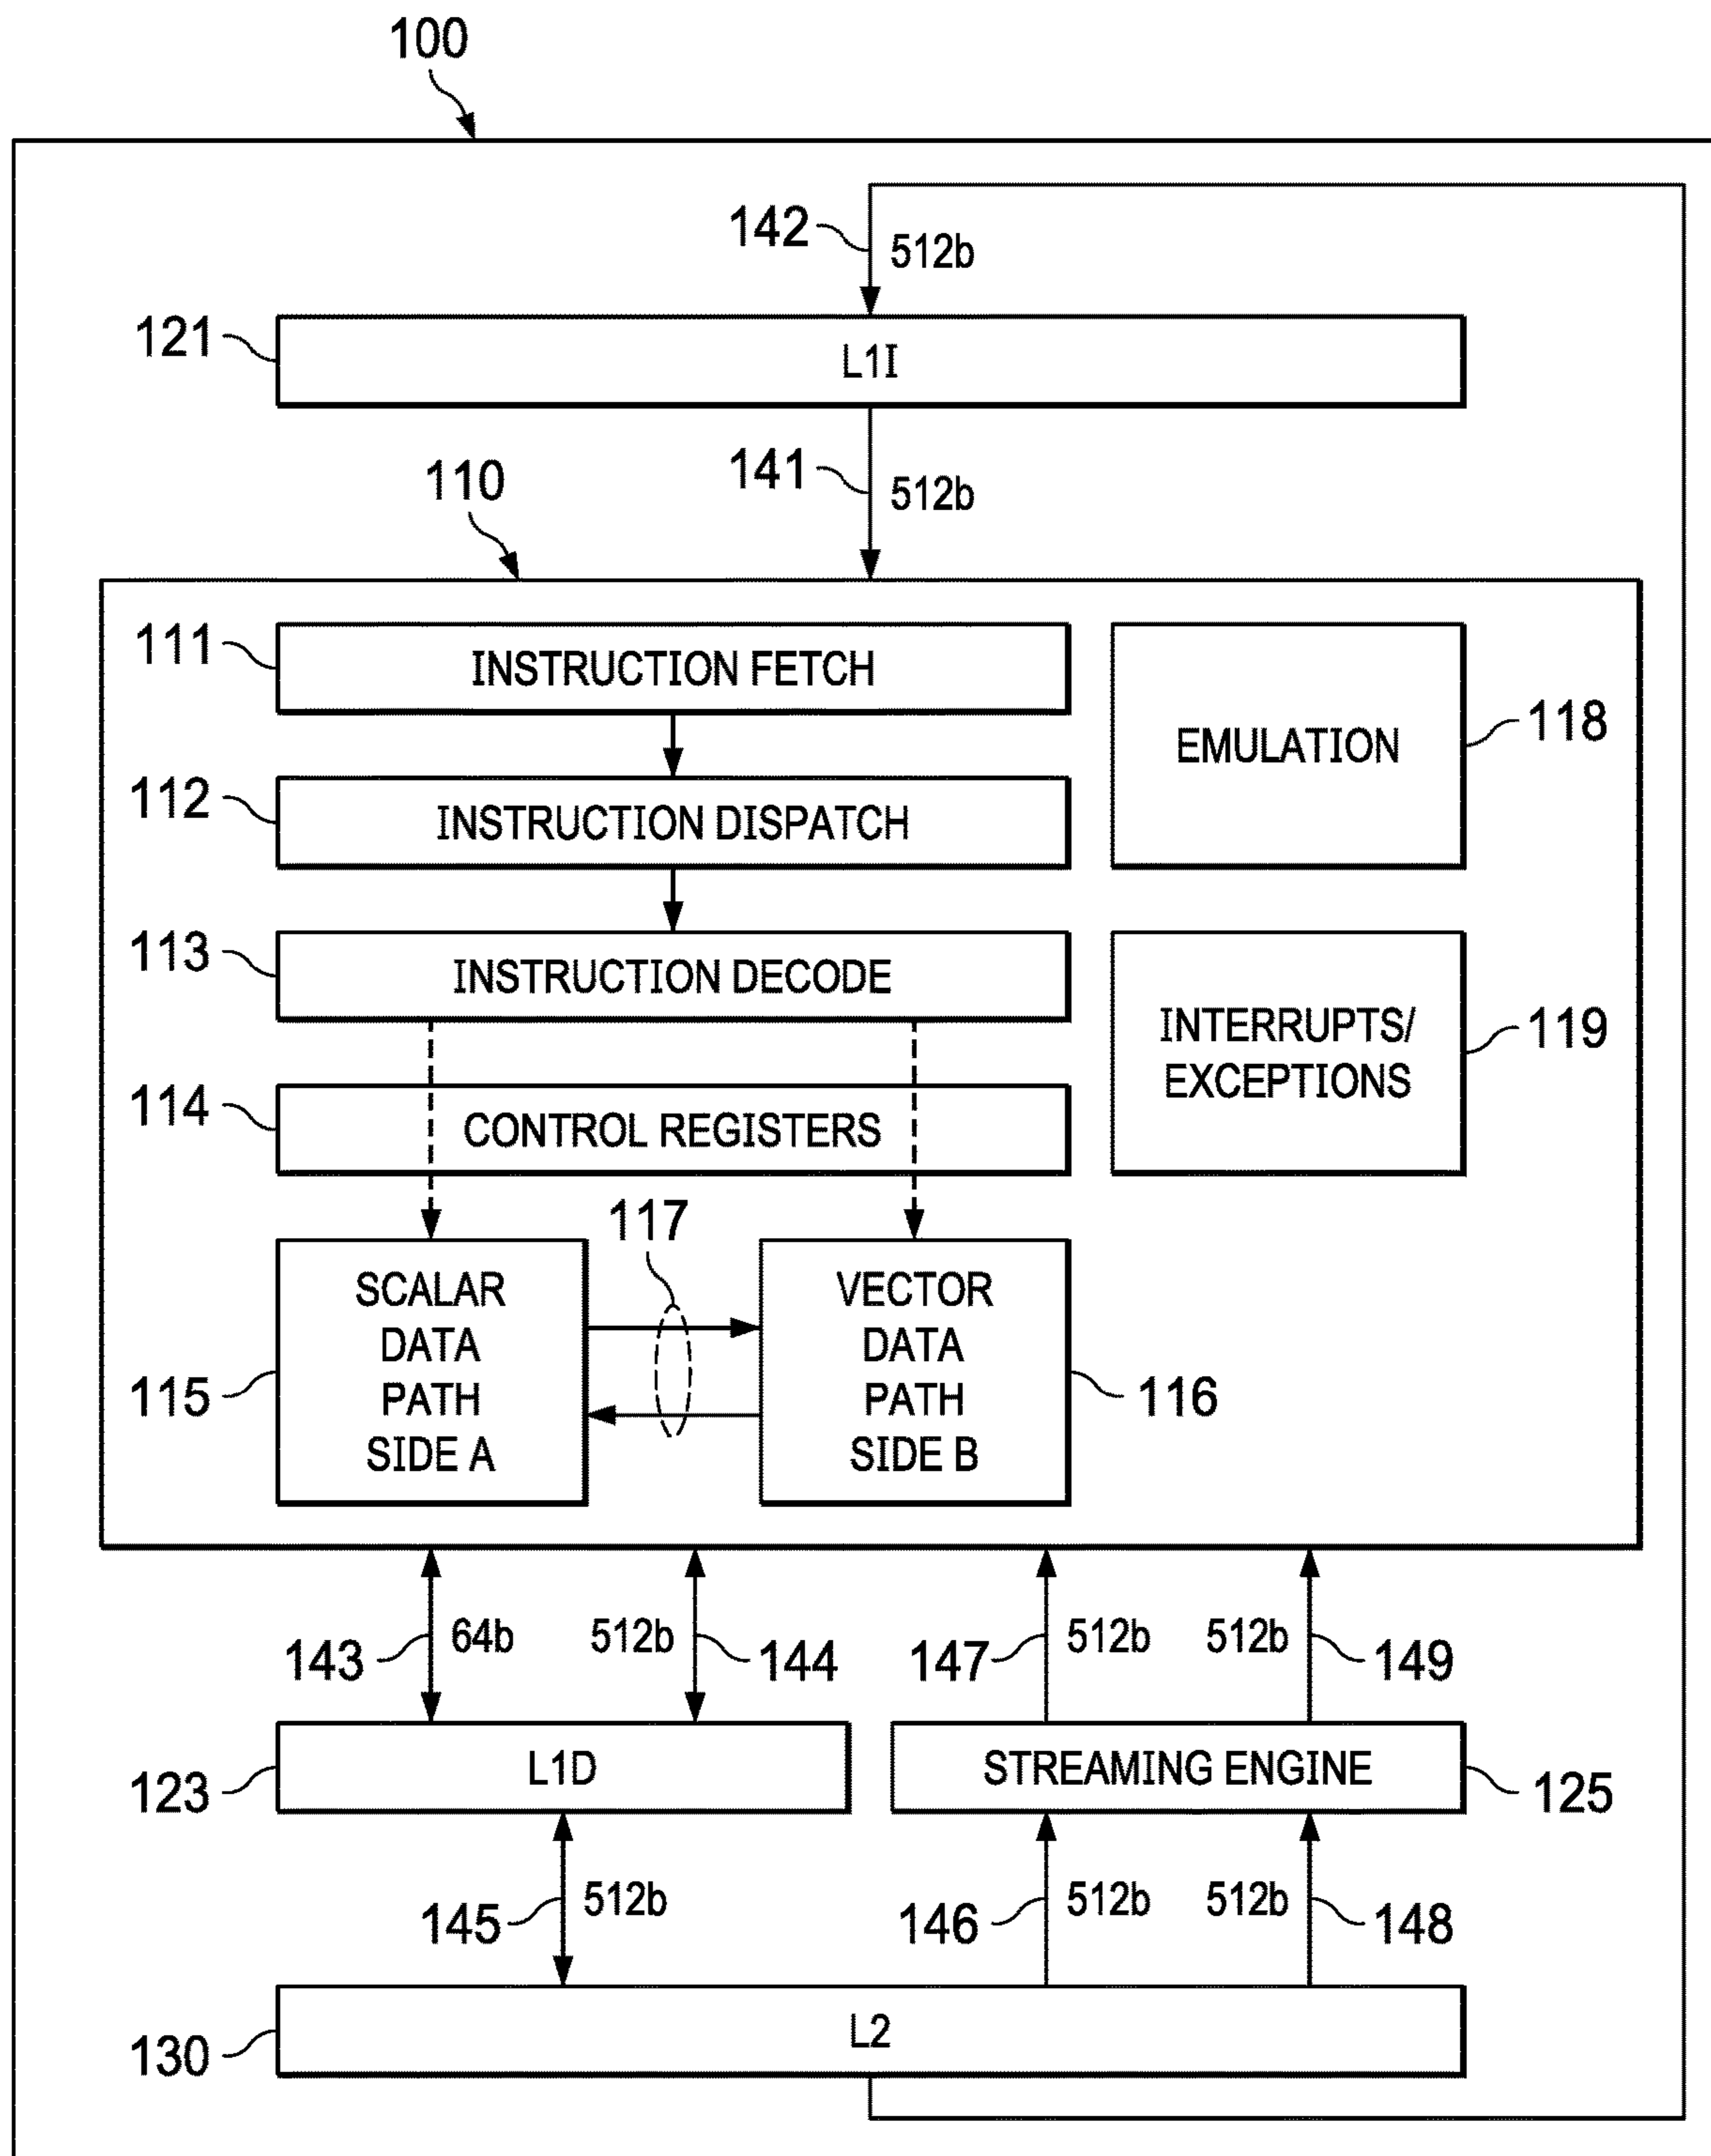 100
142
512b
121
L1I
141
512b
110
111
INSTRUCTION FETCH
118
EMULATION
112
INSTRUCTION DISPATCH
113
INSTRUCTION DECODE
119
INTERRUPTS/
EXCEPTIONS
114
CONTROL REGISTERS
117
115
SCALAR
DATA
PATH
SIDE A
VECTOR
DATA
PATH
SIDE B
116
143
64b
512b
144
147
512b
512b
149
123
L1D
STREAMING ENGINE
125
145
512b
146
512b
512b
148
130
L2